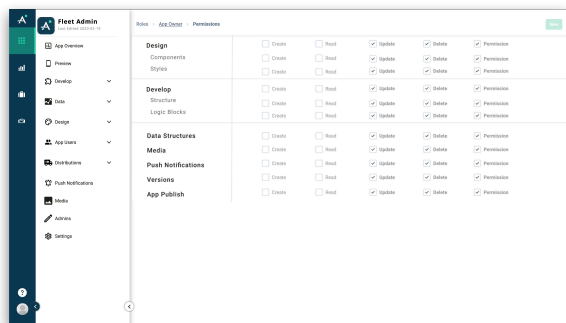 Fleet Admin
Last Edited 2023-02-15
Roles > App Owner > Permissions
App Overview
Preview
Develop
Data
Design
App Users
Distributions
Push Notifications
Media
Admins
Settings
Design Create Read Update Delete Permission
Components Create Read Update Delete Permission
Styles Create Read Update Delete Permission
Develop Create Read Update Delete Permission
Structure Create Read Update Delete Permission
Logic Blocks Create Read Update Delete Permission
Data Structures Create Read Update Delete Permission
Media Create Read Update Delete Permission
Push Notifications Create Read Update Delete Permission
Versions Create Read Update Delete Permission
App Publish Create Read Update Delete Permission